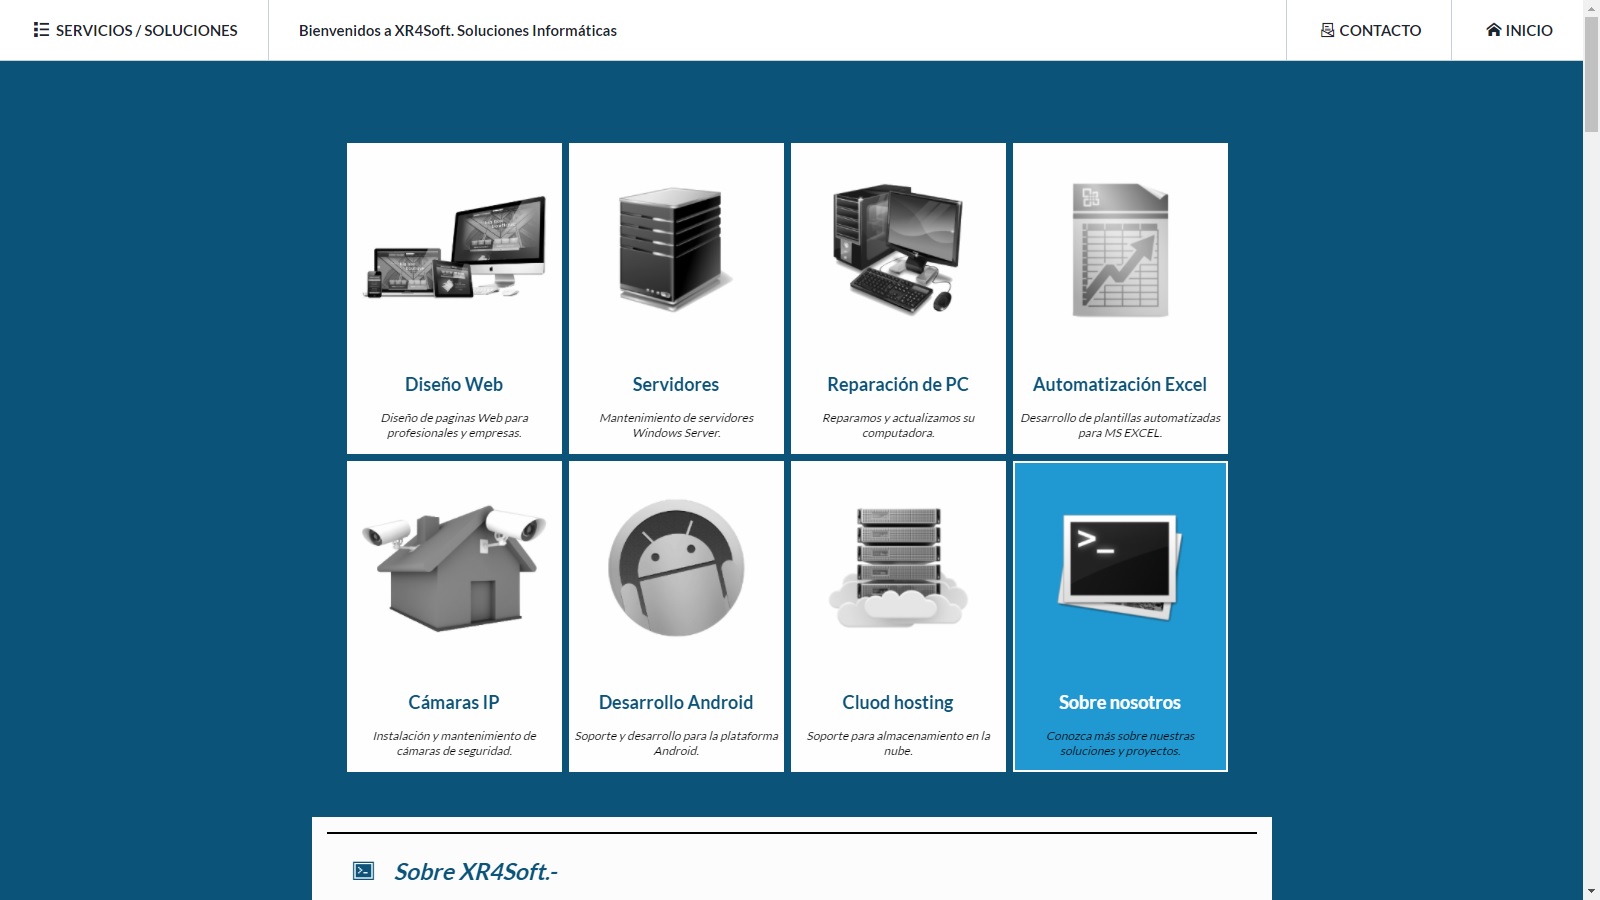 SERVICIOS / SOLUCIONES
Bienvenidos a XR4Soft. Soluciones Informáticas
CONTACTO
INICIO
Diseño Web
Diseño de paginas Web para
profesionales y empresas.
Servidores
Mantenimiento de servidores
Windows Server.
Reparación de PC
Reparamos y actualizamos su
computadora.
Automatización Excel
Desarrollo de plantillas automatizadas
para MS EXCEL.
Cámaras IP
Instalación y mantenimiento de
cámaras de seguridad.
Desarrollo Android
Soporte y desarrollo para la plataforma
Android.
Cluod hosting
Soporte para almacenamiento en la
nube.
>_
Sobre nosotros
Conozca más sobre nuestras
soluciones y proyectos.
Sobre XR4Soft.-